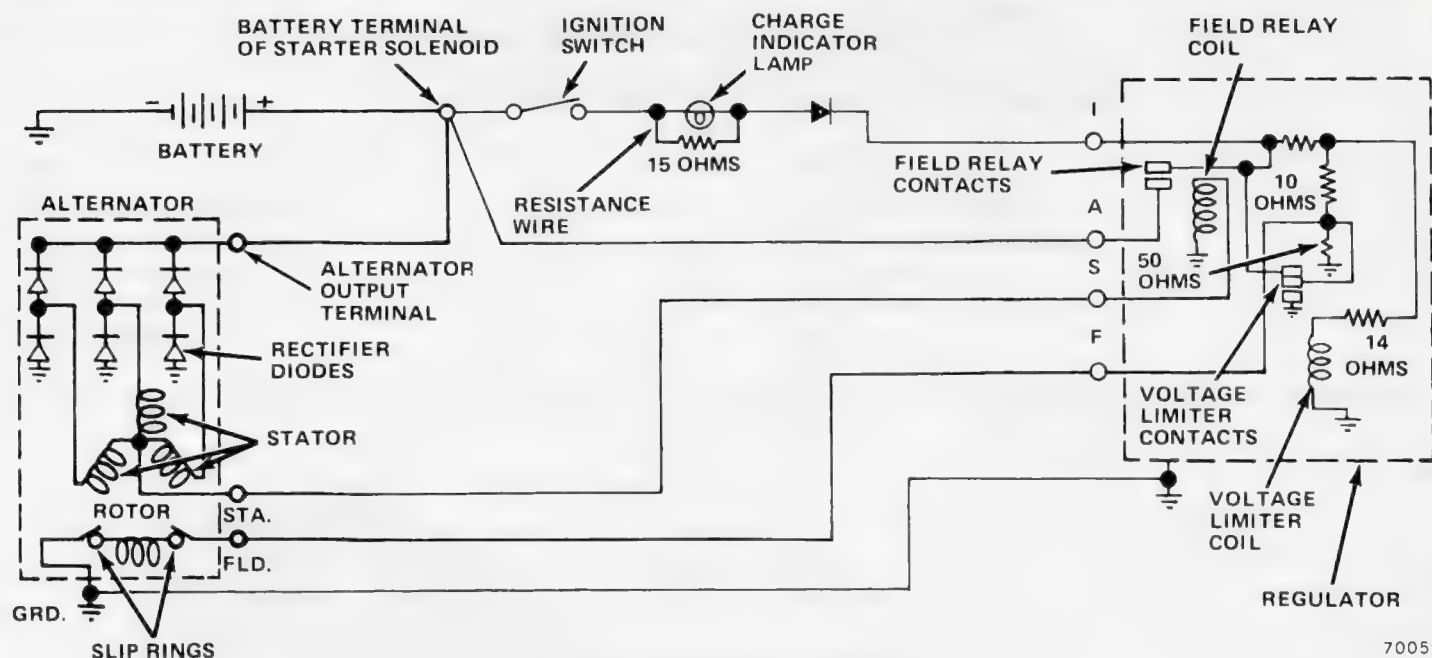 BATTERY TERMINAL
OF STARTER SOLENOID
IGNITION
SWITCH
CHARGE
INDICATOR
LAMP
FIELD RELAY
COIL
-
+
BATTERY
15 OHMS
RESISTANCE
WIRE
I
FIELD RELAY
CONTACTS
10
OHMS
A
S
50
OHMS
F
14
OHMS
ALTERNATOR
ALTERNATOR
OUTPUT
TERMINAL
RECTIFIER
DIODES
STATOR
VOLTAGE
LIMITER
CONTACTS
ROTOR
STA.
FLD.
VOLTAGE
LIMITER
COIL
GRD.
REGULATOR
SLIP RINGS
7005